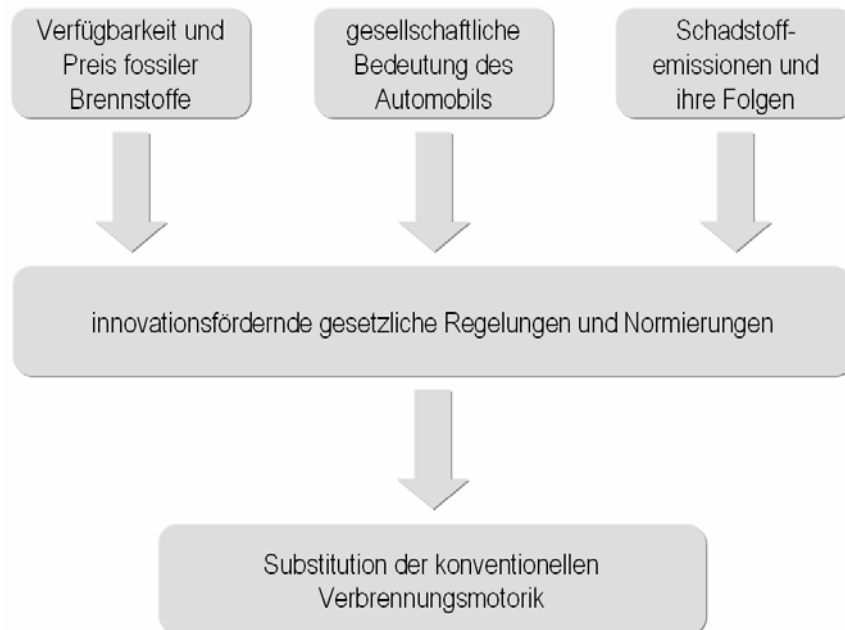 Verfügbarkeit und
Preis fossiler
Brennstoffe
gesellschaftliche
Bedeutung des
Automobils
Schadstoff-
emissionen und
ihre Folgen
innovationsfördernde gesetzliche Regelungen und Normierungen
Substitution der konventionellen
Verbrennungsmotorik